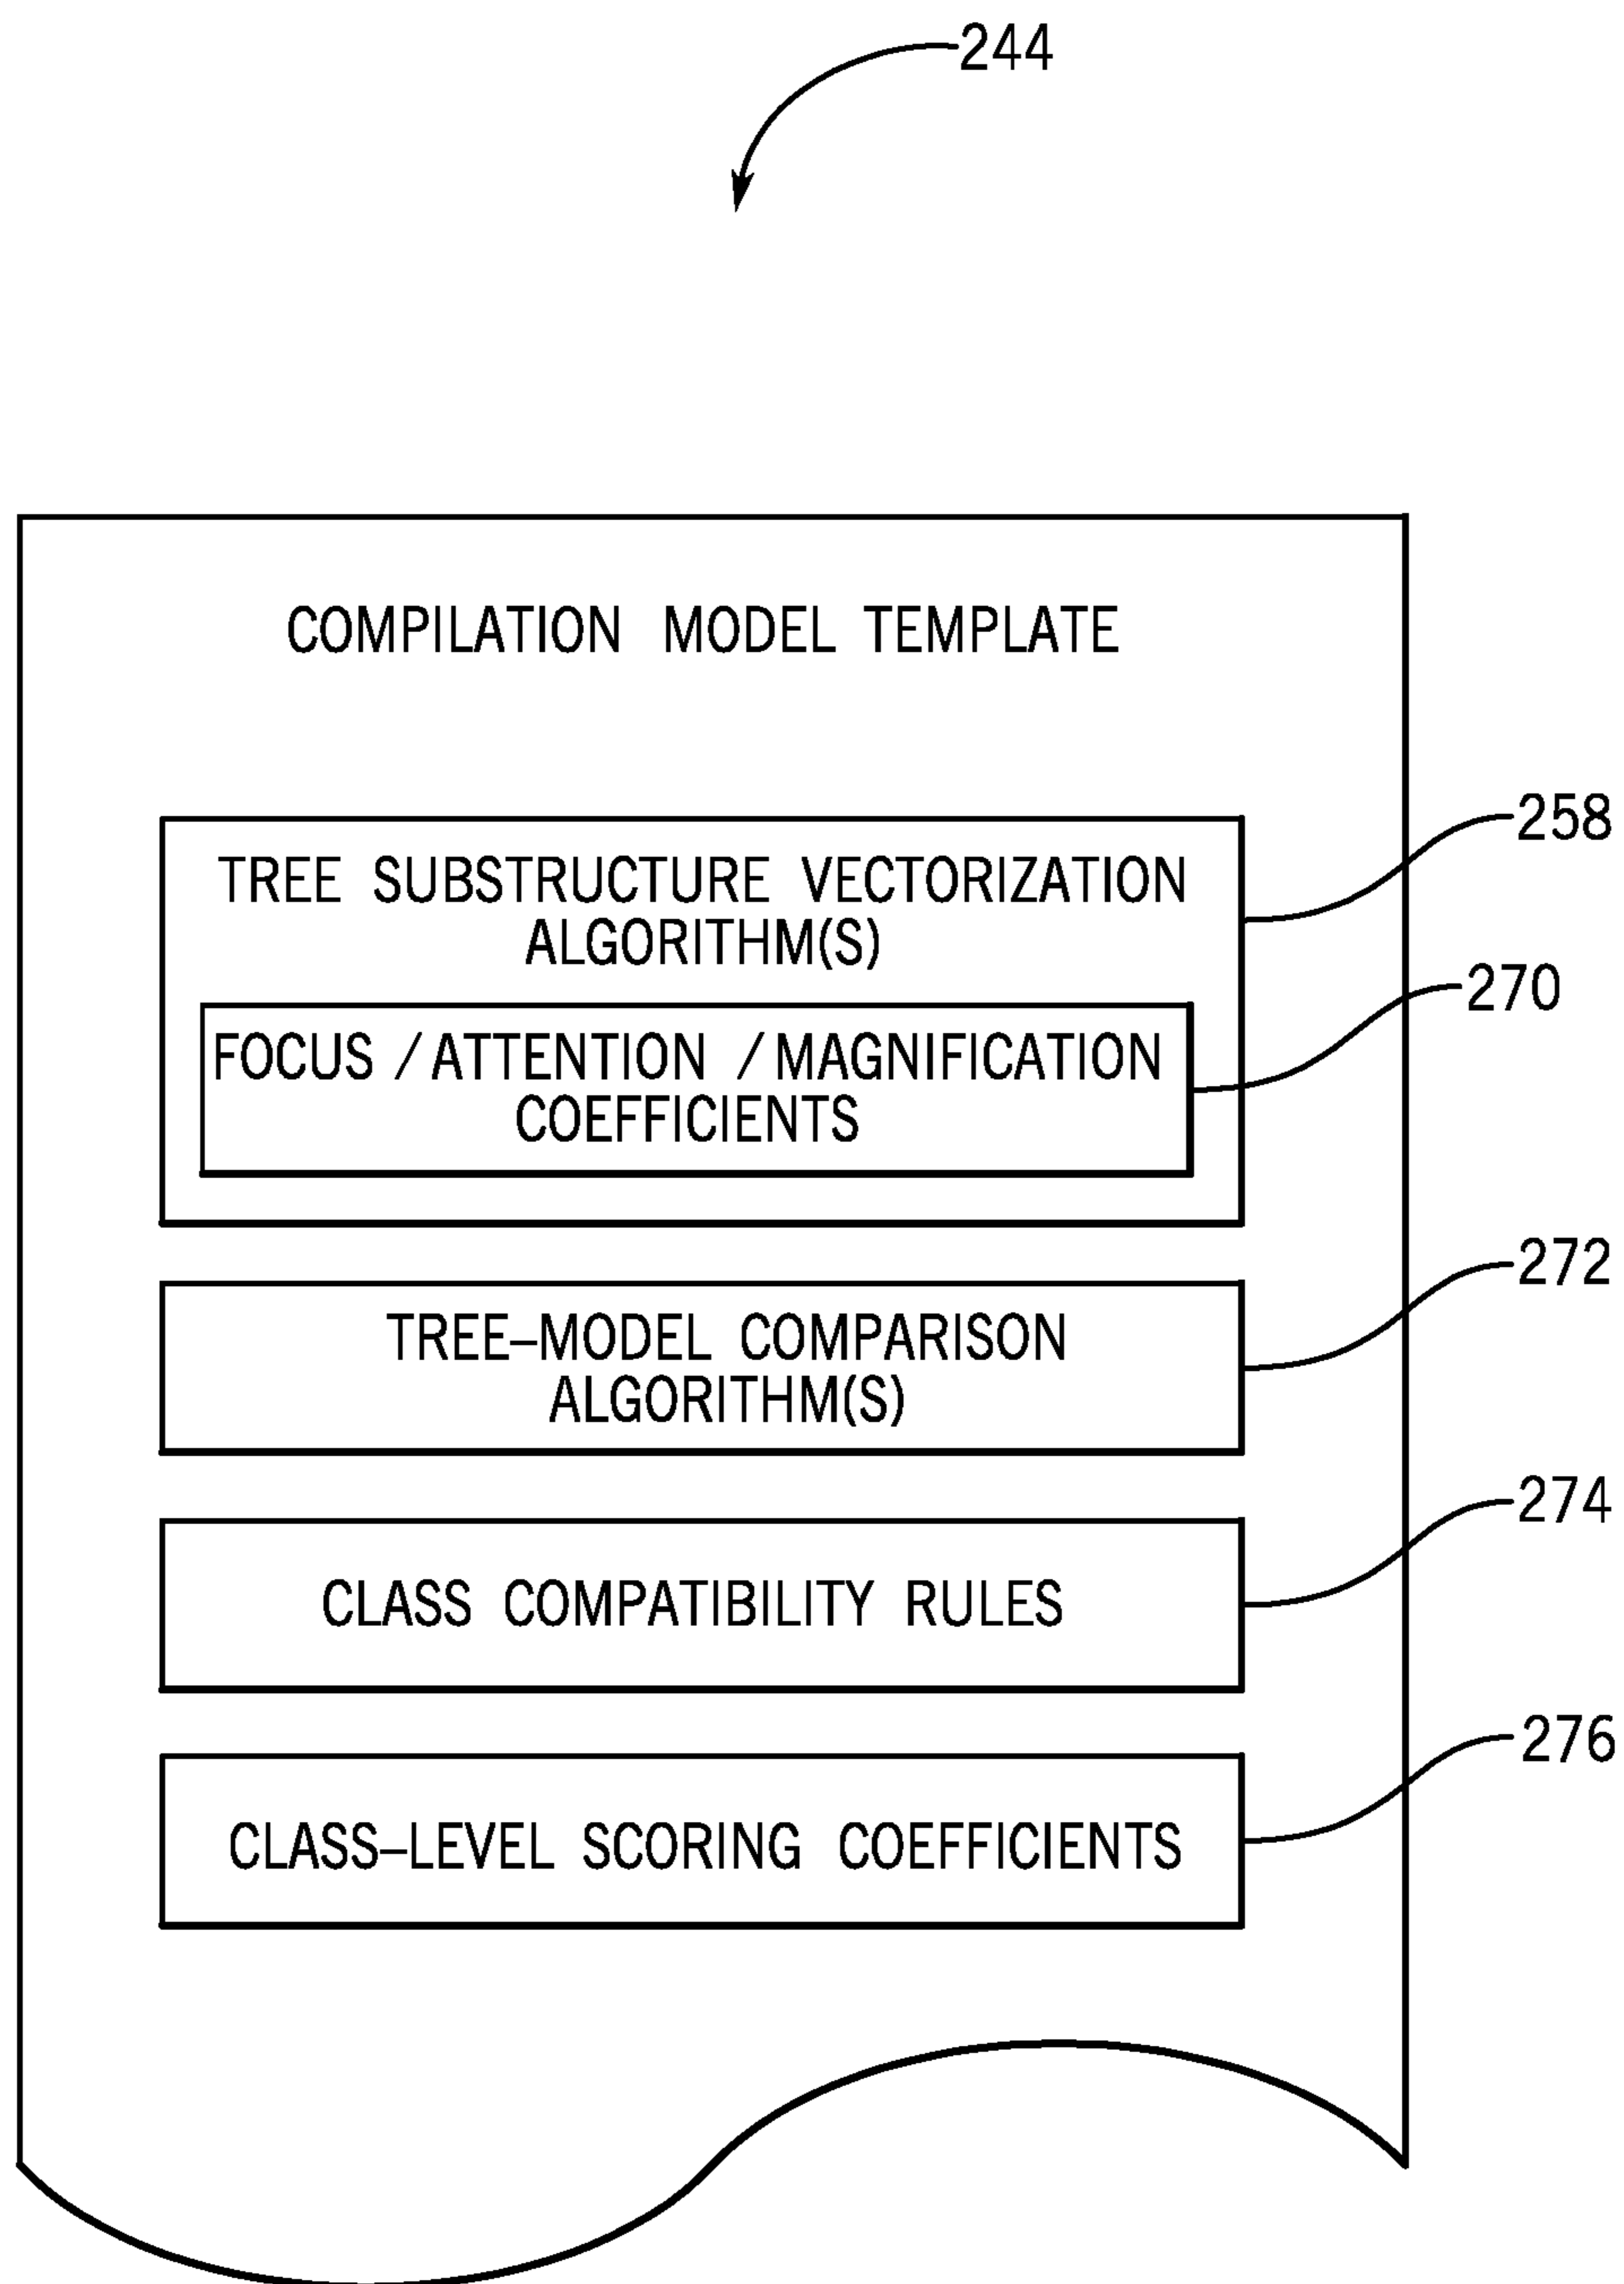 244
COMPILATION MODEL TEMPLATE
258
TREE SUBSTRUCTURE VECTORIZATION
ALGORITHM(S)
270
FOCUS /ATTENTION /MAGNIFICATION
COEFFICIENTS
272
TREE–MODEL COMPARISON
ALGORITHM(S)
274
CLASS COMPATIBILITY RULES
276
CLASS–LEVEL SCORING COEFFICIENTS